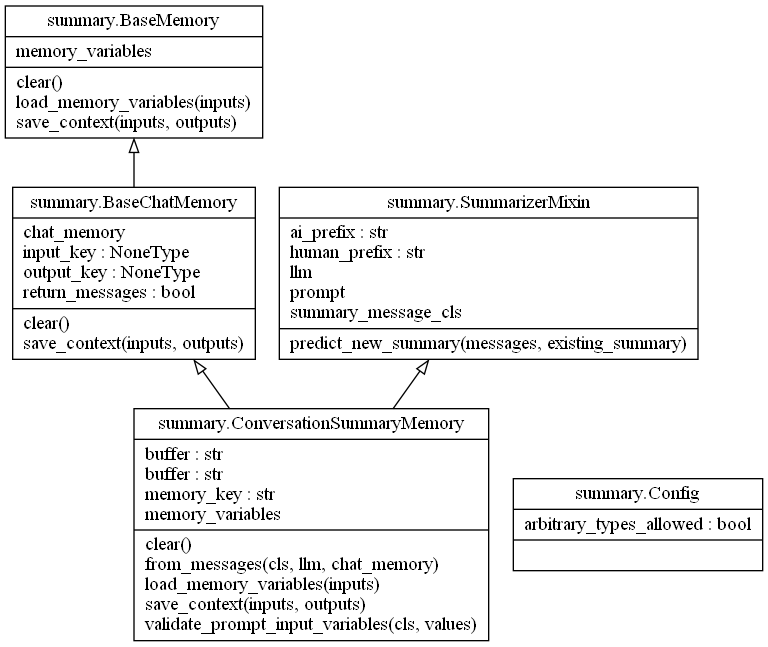 summary.BaseMemory
memory_variables
clear()
load_memory_variables(inputs)
save_context(inputs, outputs)
summary.BaseChatMemory
chat_memory
input_key : NoneType
output_key : NoneType
return_messages : bool
clear()
save_context(inputs, outputs)
summary.SummarizerMixin
ai_prefix : str
human_prefix : str
llm
prompt
summary_message_cls
predict_new_summary(messages, existing_summary)
summary.ConversationSummaryMemory
buffer : str
buffer : str
memory_key : str
memory_variables
clear()
from_messages(cls, llm, chat_memory)
load_memory_variables(inputs)
save_context(inputs, outputs)
validate_prompt_input_variables(cls, values)
summary.Config
arbitrary_types_allowed : bool